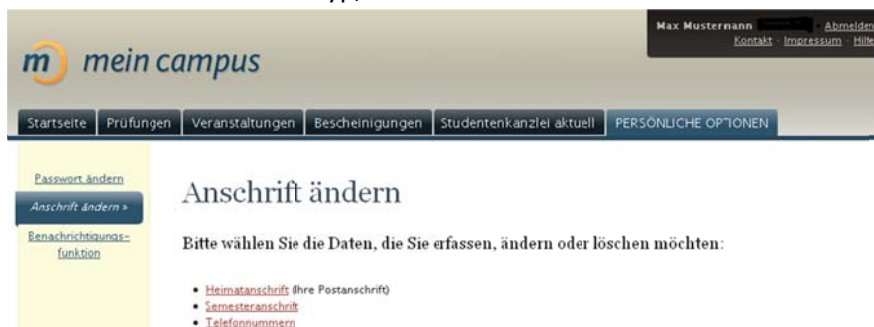 Max Mustermann · Abmelden
Kontakt · Impressum · Hilfe
m mein campus
Startseite Prüfungen Veranstaltungen Bescheinigungen Studentenkanzlei aktuell PERSÖNLICHE OPTIONEN
Passwort ändern
Anschrift ändern »
Benachrichtigungs-
funktion
Anschrift ändern
Bitte wählen Sie die Daten, die Sie erfassen, ändern oder löschen möchten:
• Heimatanschrift (Ihre Postanschrift)
• Semesteranschrift
• Telefonnummern